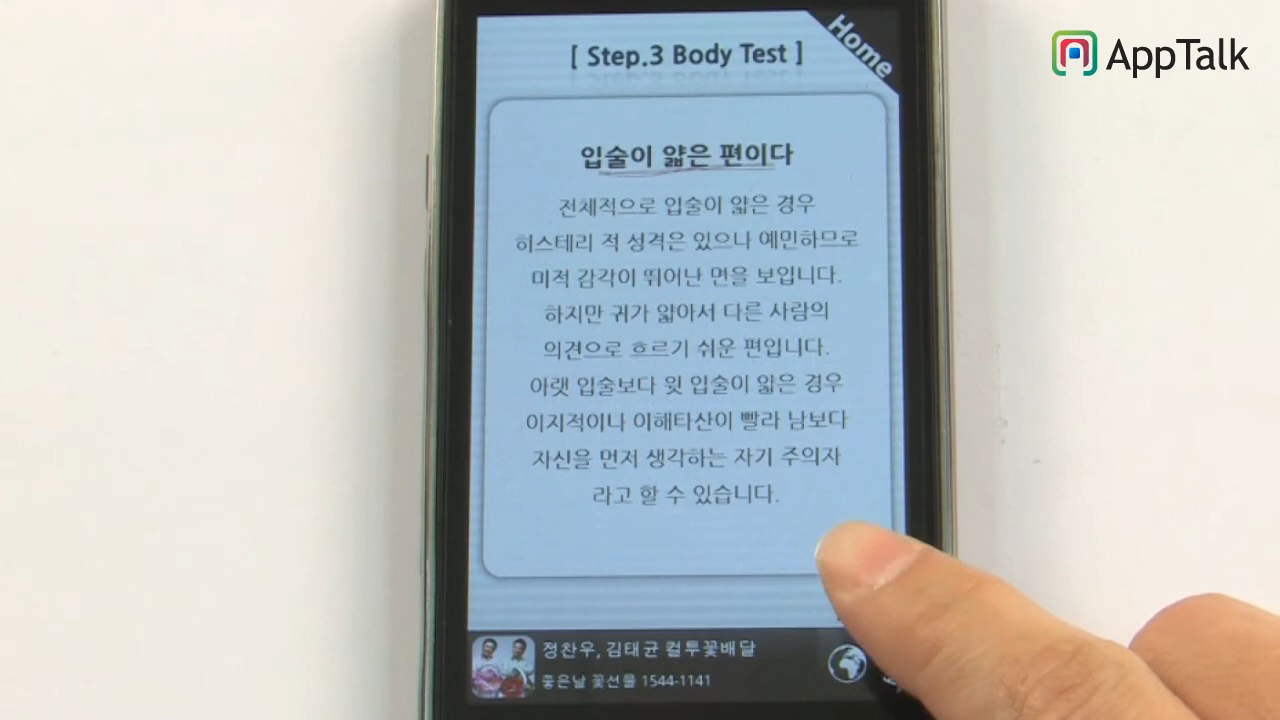 AppTalk
Home
[ Step.3 Body Test ]
입술이 얇은 편이다
전체적으로 입술이 얇은 경우
히스테리 적 성격은 있으나 예민하므로
미적 감각이 뛰어난 면을 보입니다.
하지만 귀가 얇아서 다른 사람의
의견으로 흐르기 쉬운 편입니다.
아랫 입술보다 윗 입술이 얇은 경우
이지적이나 이해타산이 빨라 남보다
자신을 먼저 생각하는 자기 주의자
라고 할 수 있습니다.
정찬우, 김태균 컬투꽃배달
좋은날 꽃선물 1544-1141